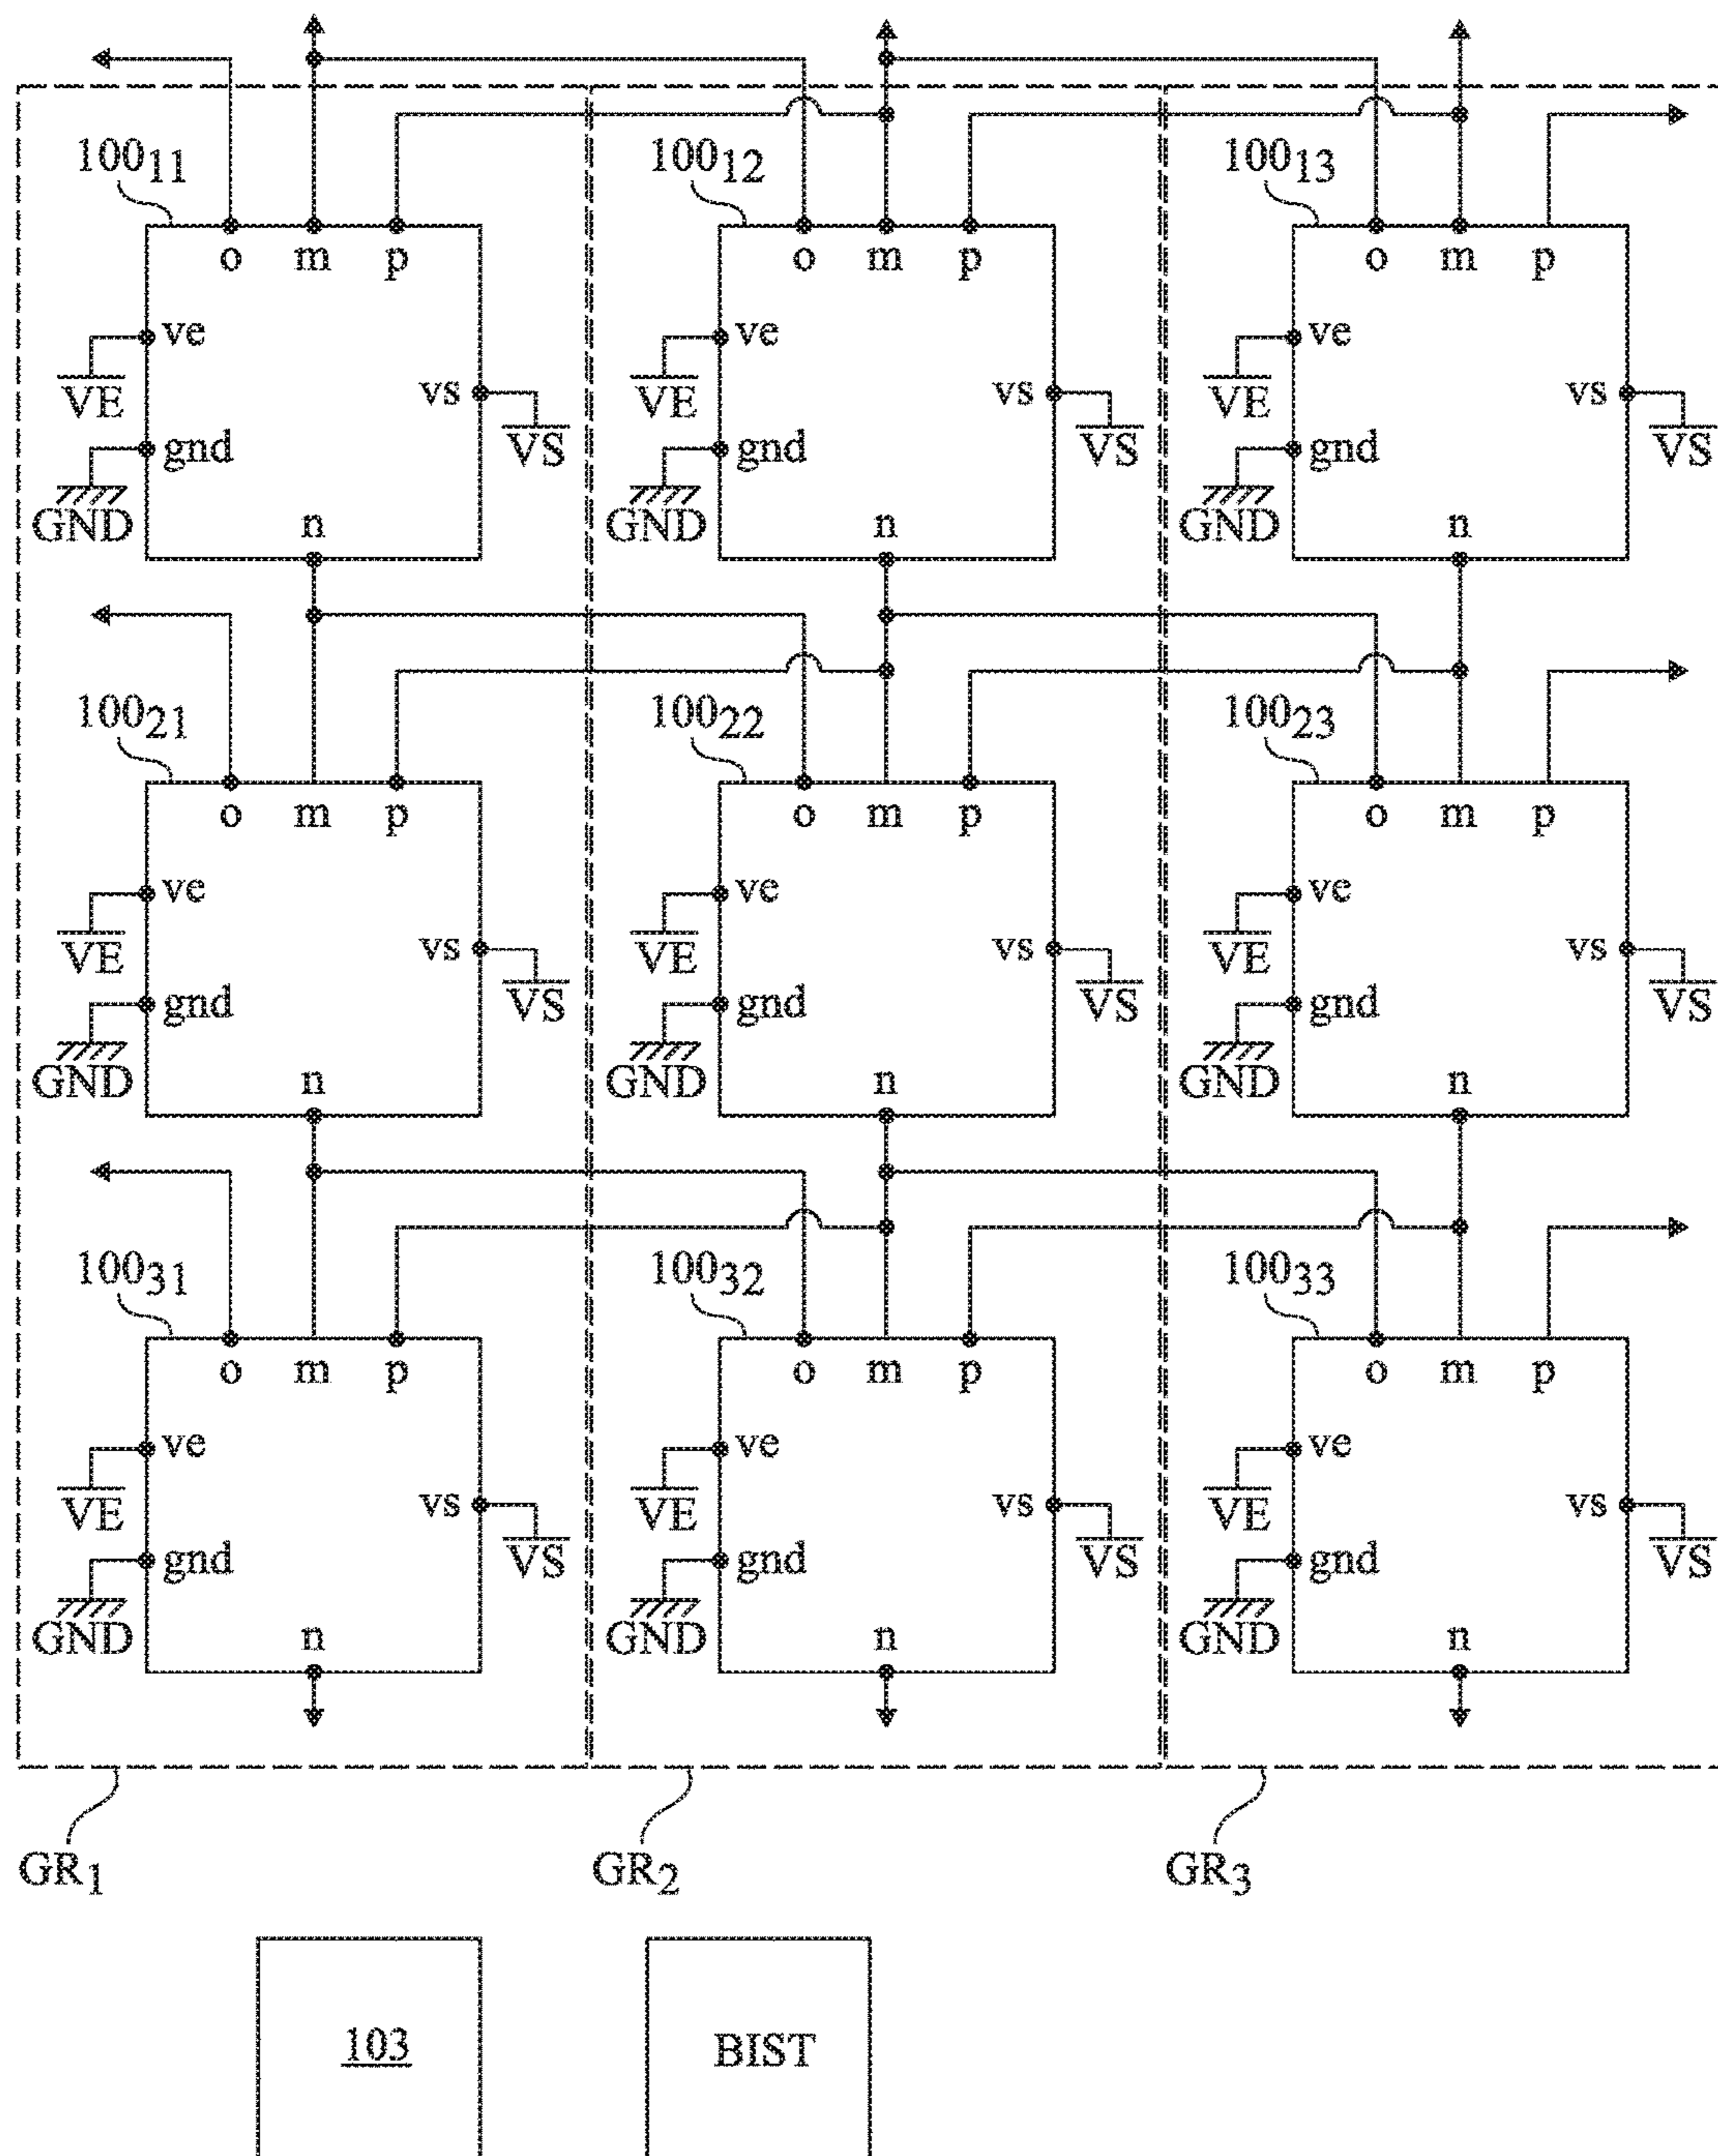 100₁₁ 100₁₂ 100₁₃
o m p o m p o m p
ve ve ve
VE vs VE vs VE vs
gnd VS gnd VS gnd VS
GND n GND n GND n
100₂₁ 100₂₂ 100₂₃
o m p o m p o m p
ve ve ve
VE vs VE vs VE vs
gnd VS gnd VS gnd VS
GND n GND n GND n
100₃₁ 100₃₂ 100₃₃
o m p o m p o m p
ve ve ve
VE vs VE vs VE vs
gnd VS gnd VS gnd VS
GND n GND n GND n
GR₁ GR₂ GR₃
103 BIST